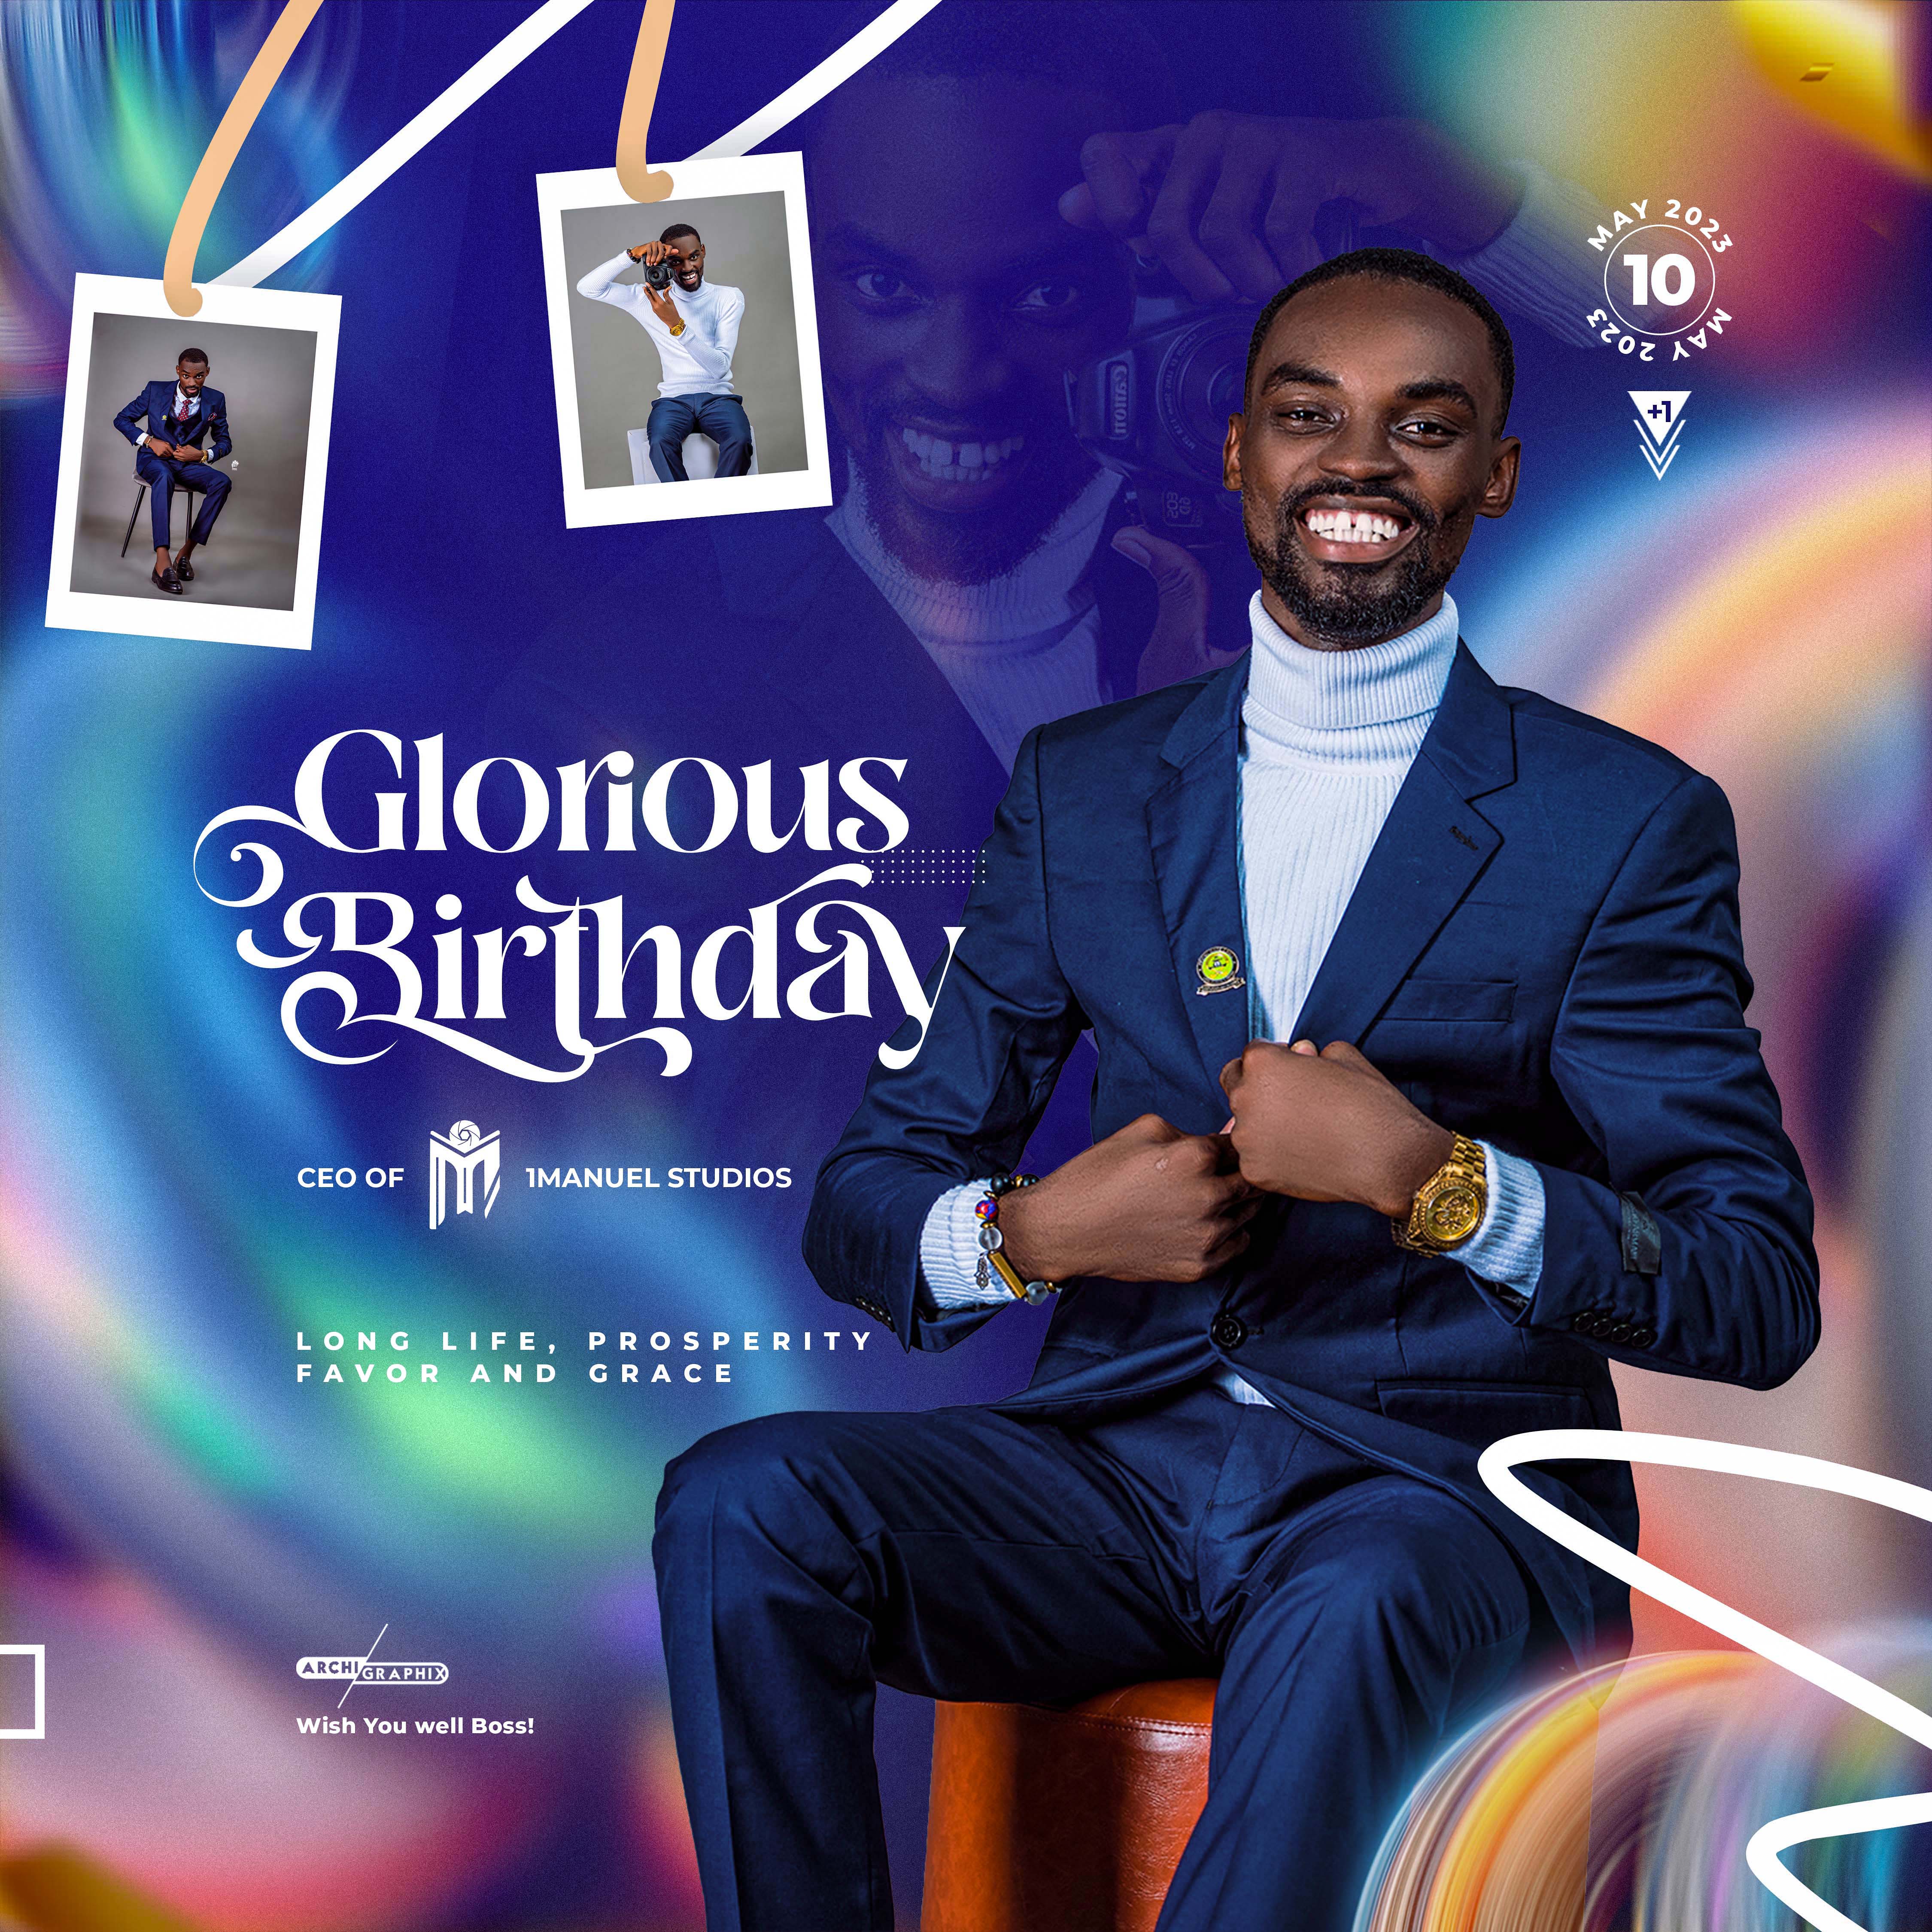 MAY 2023
10
MAY 2023
+1
Canon
Glorious
Birthday
CEO OF 1MANUEL STUDIOS
LONG LIFE, PROSPERITY
FAVOR AND GRACE
ARCHI
GRAPHIX
Wish You well Boss!